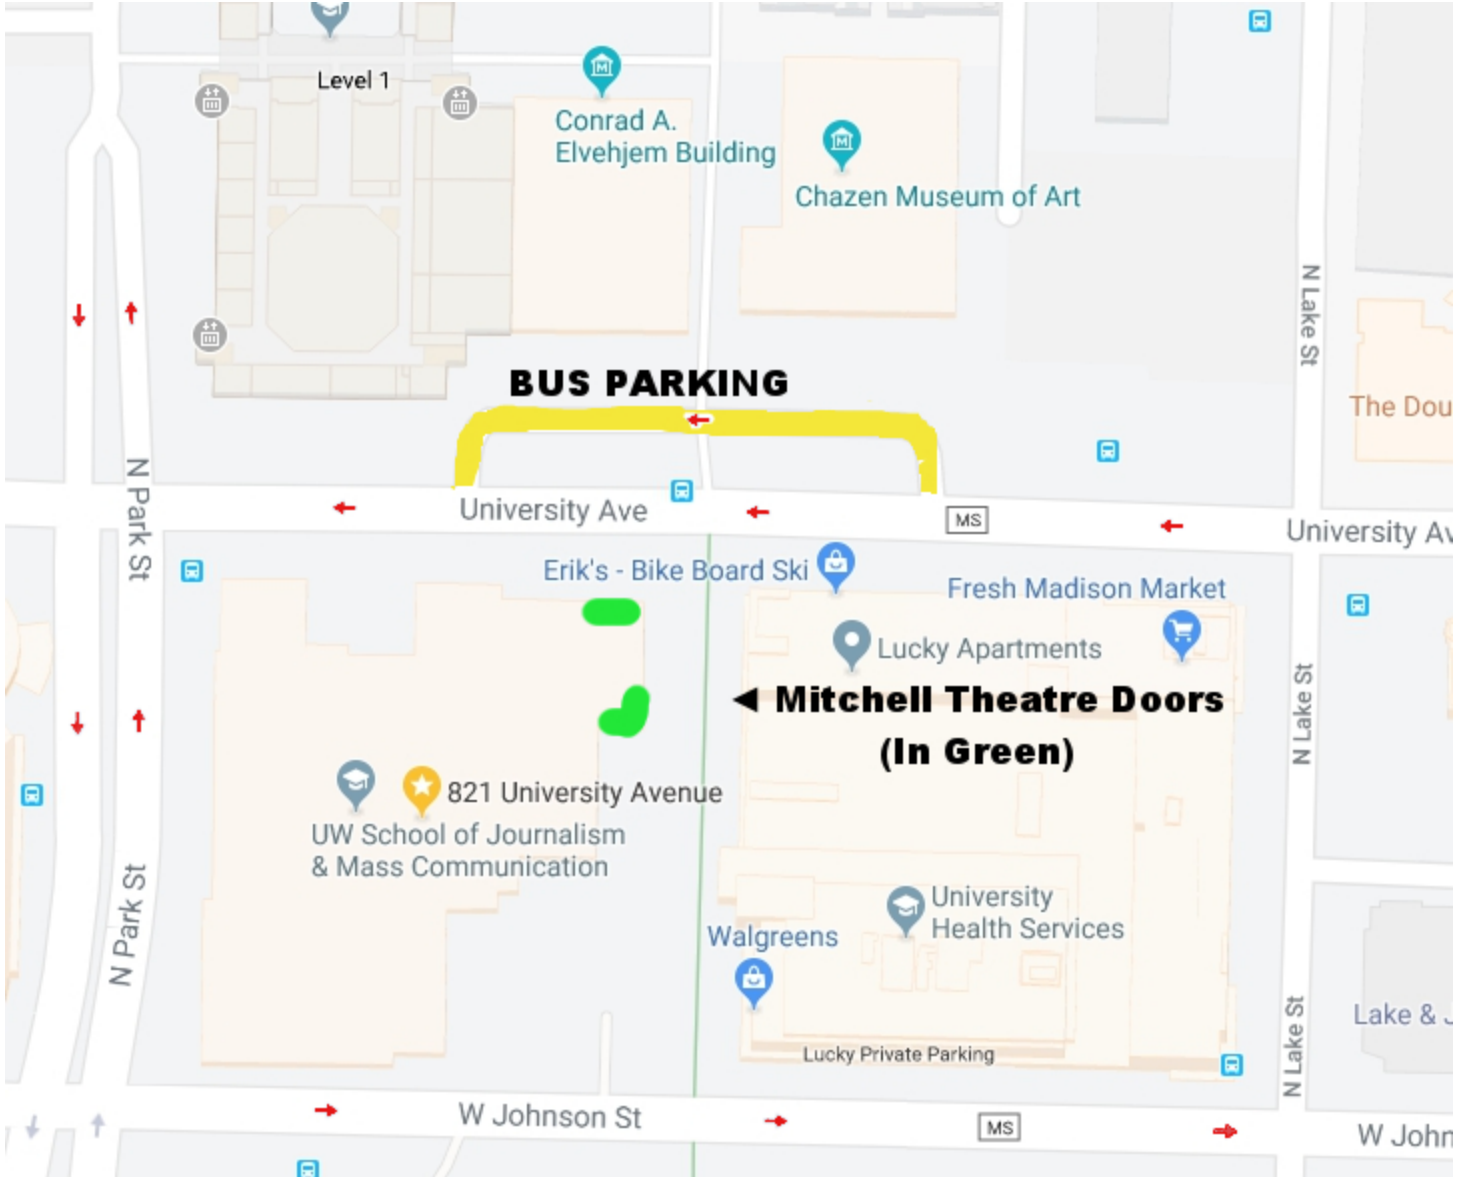 Level 1
Conrad A.
Elvehjem Building
Chazen Museum of Art
N Lake St
BUS PARKING
The Dou
N Park St
University Ave
MS
University Av
Erik's - Bike Board Ski
Fresh Madison Market
Lucky Apartments
N Lake St
◄ Mitchell Theatre Doors
(In Green)
821 University Avenue
UW School of Journalism
& Mass Communication
N Park St
University
Health Services
Walgreens
Lake & J
N Lake St
Lucky Private Parking
W Johnson St
MS
W John